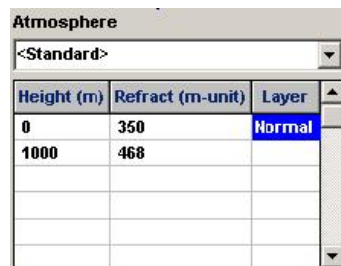 Atmosphere
<Standard>
Height (m) Refract (m-unit) Layer
0 350 Normal
1000 468